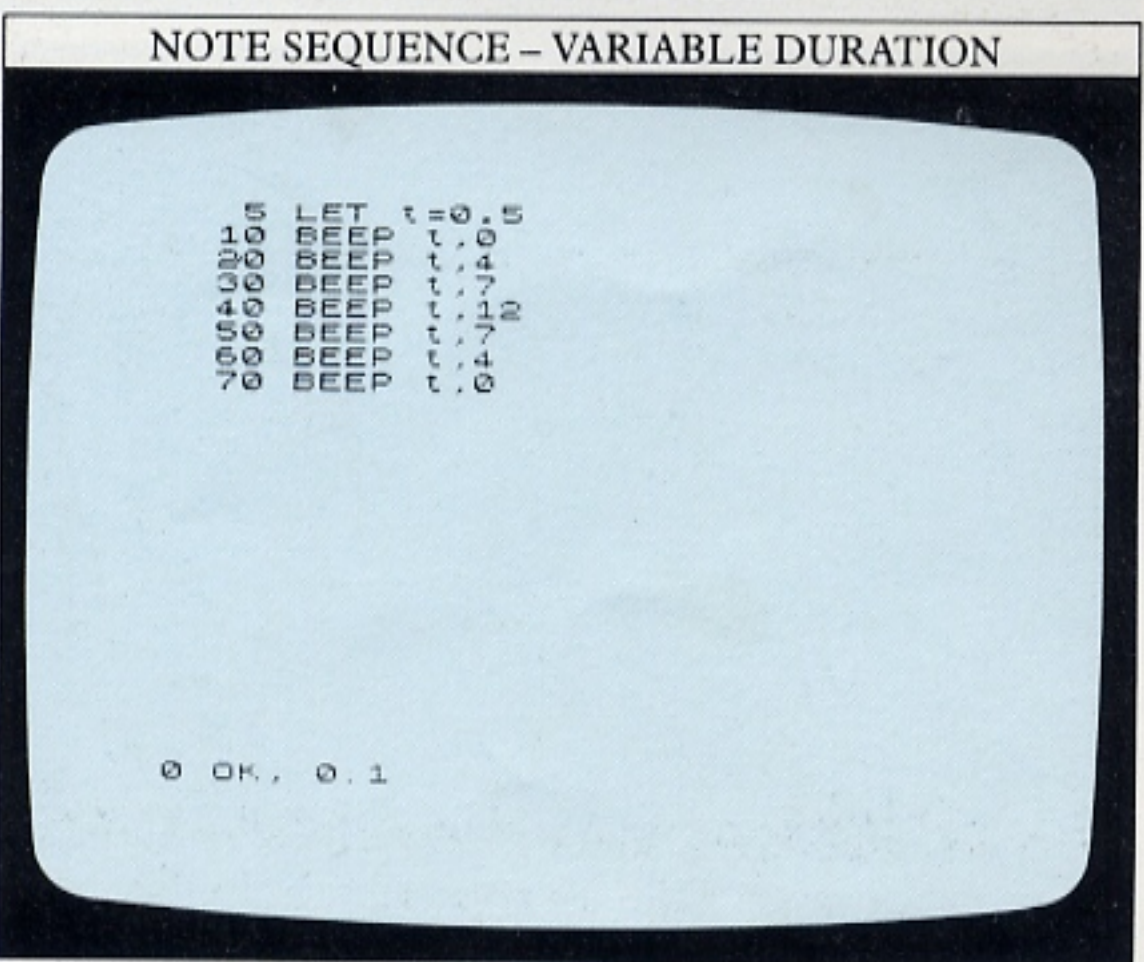 NOTE SEQUENCE – VARIABLE DURATION
5 LET t=0.5
10 BEEP t,0
20 BEEP t,4
30 BEEP t,7
40 BEEP t,12
50 BEEP t,7
60 BEEP t,4
70 BEEP t,0
0 OK, 0:1